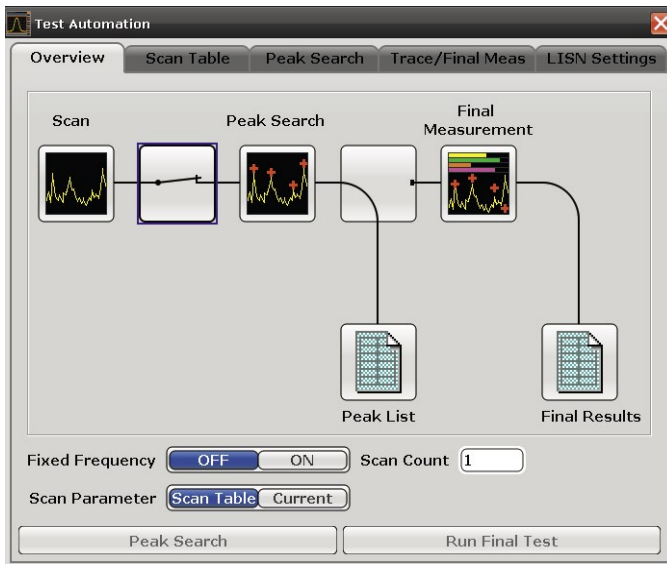 Test Automation
Overview
Scan Table
Peak Search
Trace/Final Meas
LISN Settings
Scan
Peak Search
Final
Measurement
Peak List
Final Results
Fixed Frequency OFF ON Scan Count 1
Scan Parameter Scan Table Current
Peak Search
Run Final Test